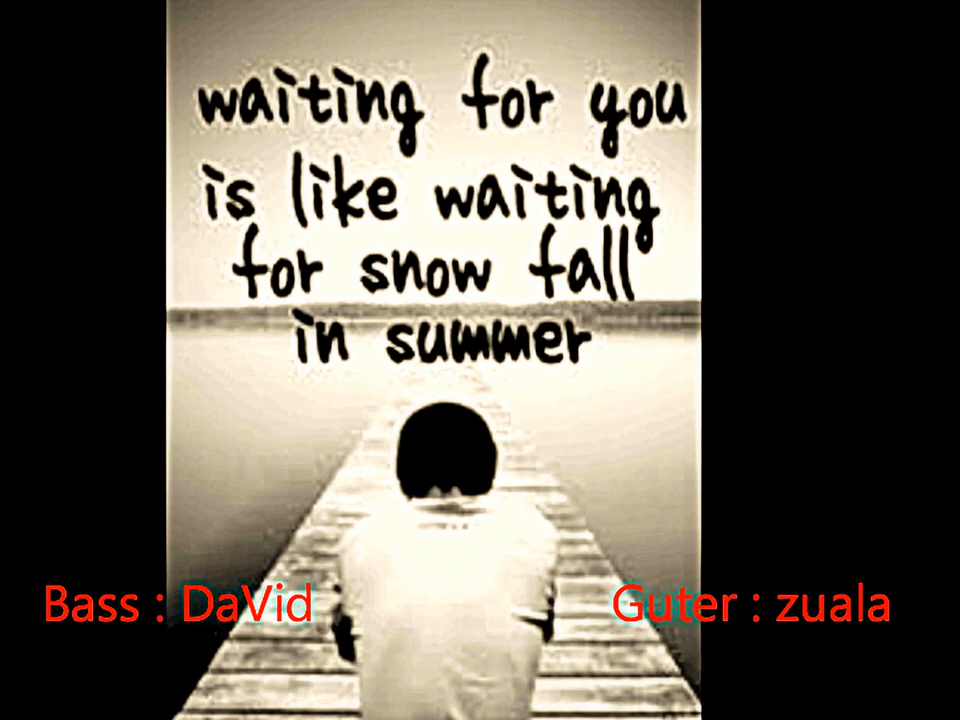 waiting for you
is like waiting
for snow fall
in summer
Bass : DaVid
Guter : zuala